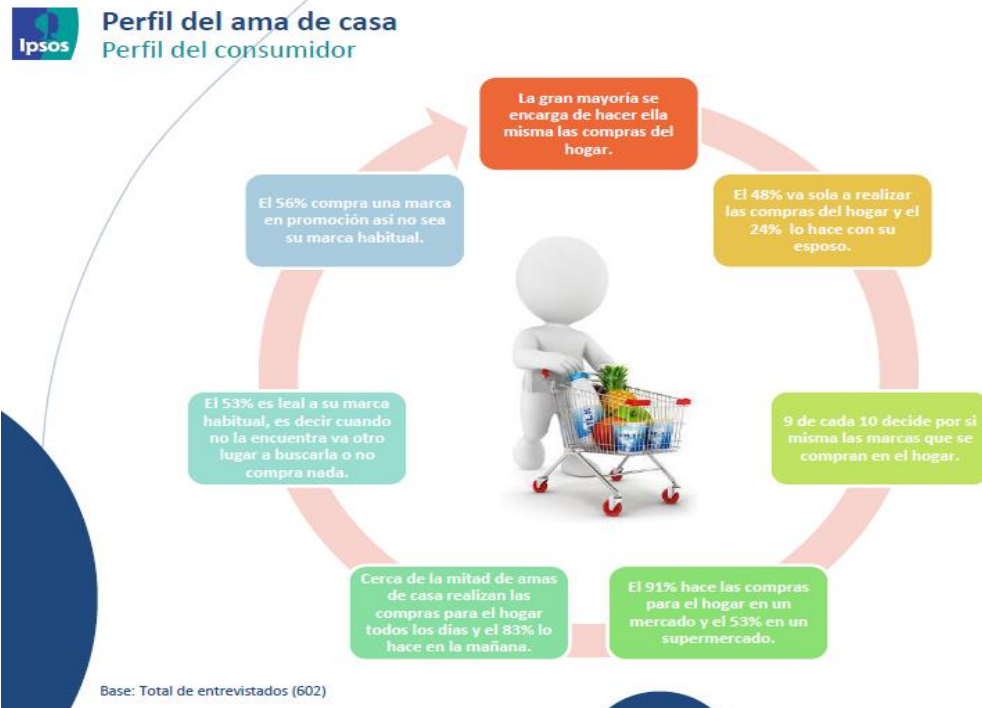 Ipsos
Perfil del ama de casa
Perfil del consumidor
La gran mayoría se
encarga de hacer ella
misma las compras del
hogar.
El 48% va sola a realizar
las compras del hogar y el
24% lo hace con su
esposo.
9 de cada 10 decide por si
misma las marcas que se
compran en el hogar.
El 91% hace las compras
para el hogar en un
mercado y el 53% en un
supermercado.
Cerca de la mitad de amas
de casa realizan las
compras para el hogar
todos los días y el 83% lo
hace en la mañana.
El 53% es leal a su marca
habitual, es decir cuando
no la encuentra va otro
lugar a buscarla o no
compra nada.
El 56% compra una marca
en promoción así no sea
su marca habitual.
MILK
Base: Total de entrevistados (602)